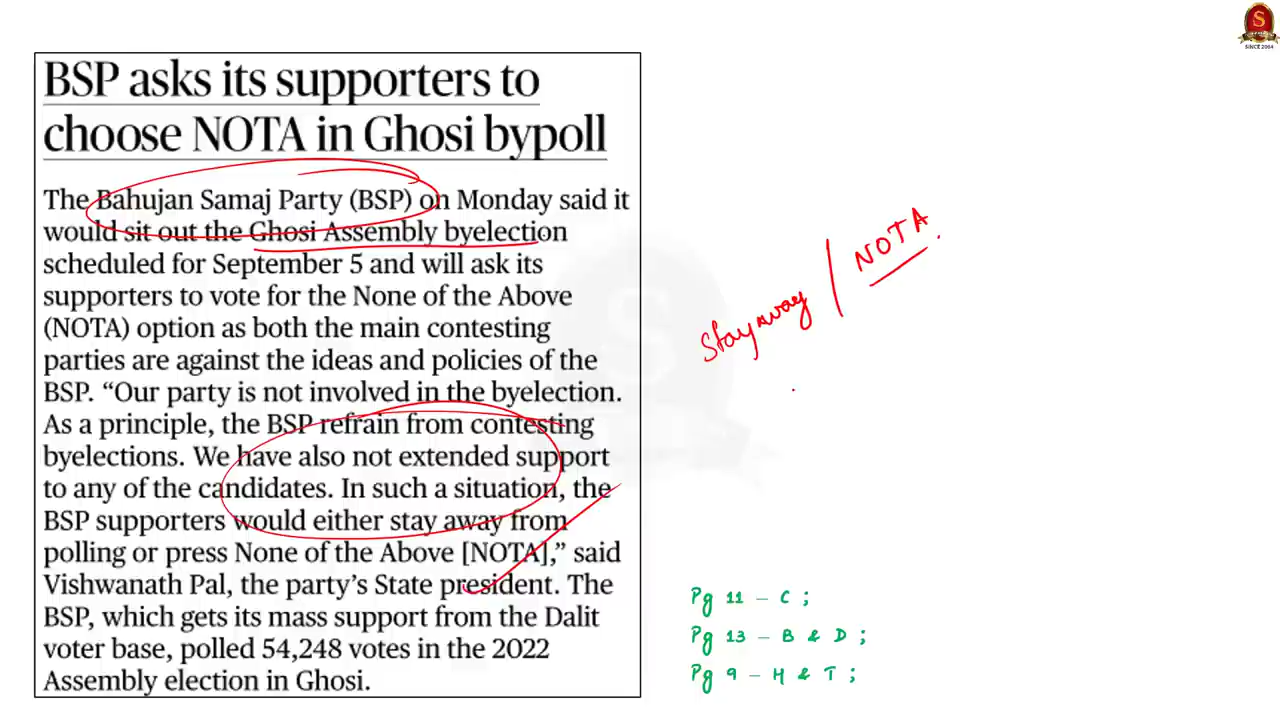 SINCE 2004
BSP asks its supporters to
choose NOTA in Ghosi bypoll
The Bahujan Samaj Party (BSP) on Monday said it
would sit out the Ghosi Assembly byelection
scheduled for September 5 and will ask its
supporters to vote for the None of the Above
(NOTA) option as both the main contesting
parties are against the ideas and policies of the
BSP. “Our party is not involved in the byelection.
As a principle, the BSP refrain from contesting
byelections. We have also not extended support
to any of the candidates. In such a situation, the
BSP supporters would either stay away from
polling or press None of the Above [NOTA],” said
Vishwanath Pal, the party’s State president. The
BSP, which gets its mass support from the Dalit
voter base, polled 54,248 votes in the 2022
Assembly election in Ghosi.
Stay away / NOTA.
Pg 11 – C ;
Pg 13 – B & D ;
Pg 9 – H & T ;